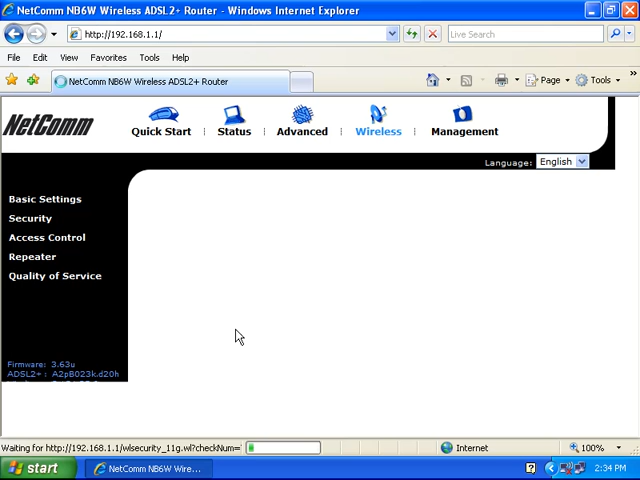 NetComm NB6W Wireless ADSL2+ Router - Windows Internet Explorer
http://192.168.1.1/
Live Search
File Edit View Favorites Tools Help
NetComm NB6W Wireless ADSL2+ Router
Page Tools
NetComm
Quick Start Status Advanced Wireless Management
Language: English
Basic Settings
Security
Access Control
Repeater
Quality of Service
Firmware: 3.63u
ADSL2+ : A2pB023k.d20h
Waiting for http://192.168.1.1/wlsecurity_11g.wl?checkNum=
Internet
100%
start
NetComm NB6W Wire...
2:34 PM